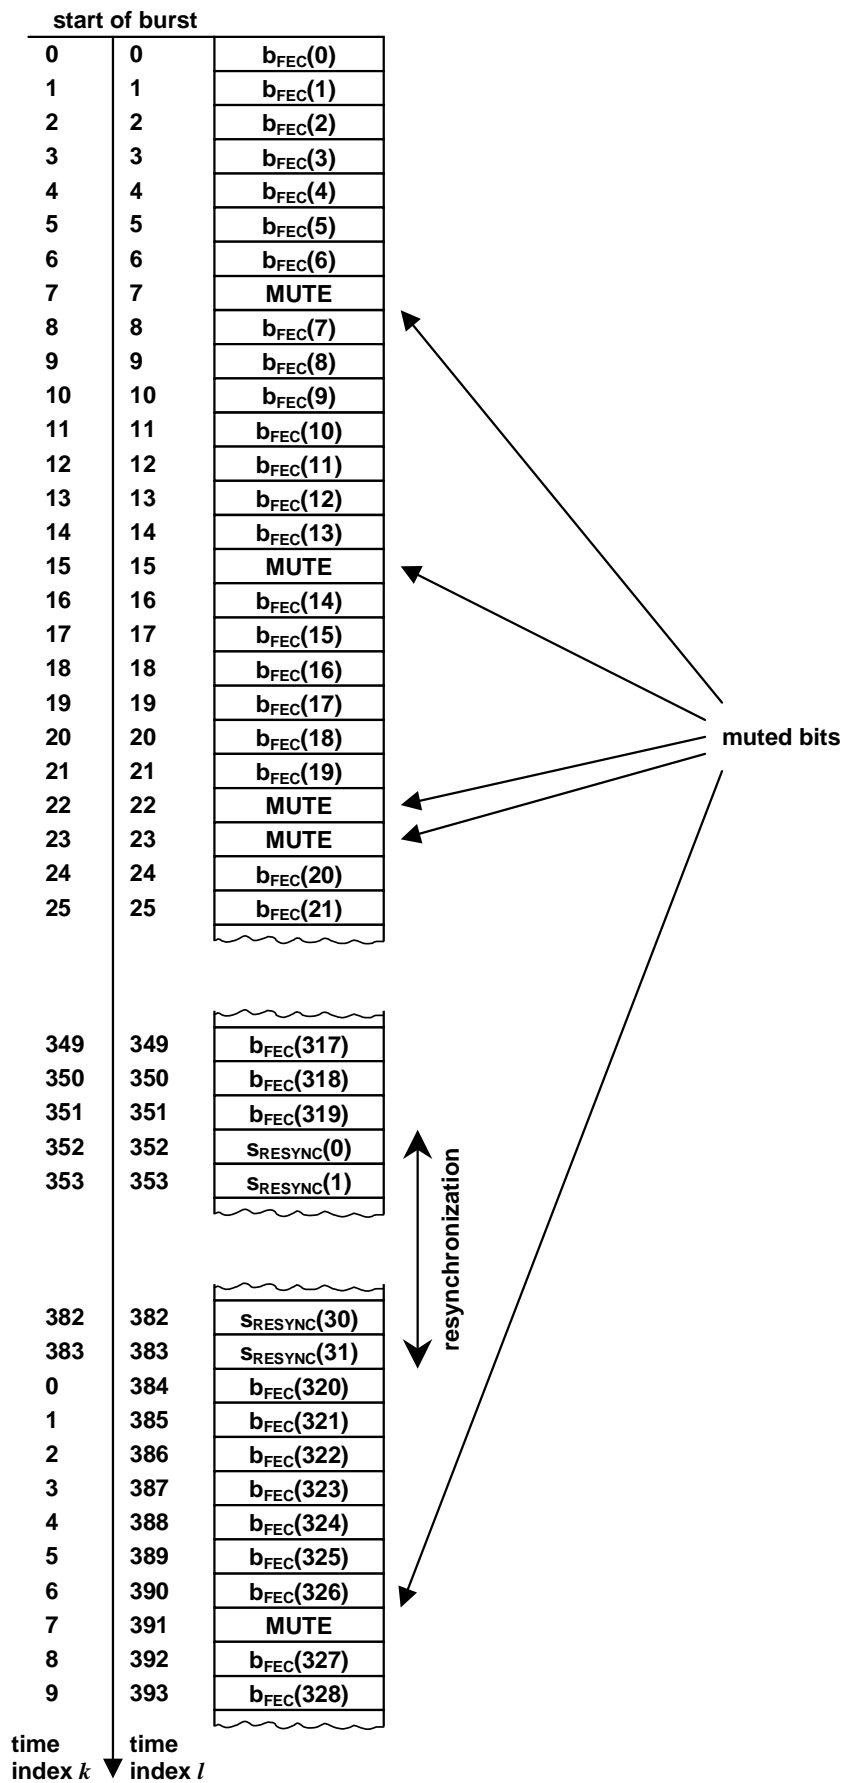 start of burst
0 0 bFEC(0)
1 1 bFEC(1)
2 2 bFEC(2)
3 3 bFEC(3)
4 4 bFEC(4)
5 5 bFEC(5)
6 6 bFEC(6)
7 7 MUTE
8 8 bFEC(7)
9 9 bFEC(8)
10 10 bFEC(9)
11 11 bFEC(10)
12 12 bFEC(11)
13 13 bFEC(12)
14 14 bFEC(13)
15 15 MUTE
16 16 bFEC(14)
17 17 bFEC(15)
18 18 bFEC(16)
19 19 bFEC(17)
20 20 bFEC(18) muted bits
21 21 bFEC(19)
22 22 MUTE
23 23 MUTE
24 24 bFEC(20)
25 25 bFEC(21)
349 349 bFEC(317)
350 350 bFEC(318)
351 351 bFEC(319)
352 352 sRESYNC(0)
353 353 sRESYNC(1)
resynchronization
382 382 sRESYNC(30)
383 383 sRESYNC(31)
0 384 bFEC(320)
1 385 bFEC(321)
2 386 bFEC(322)
3 387 bFEC(323)
4 388 bFEC(324)
5 389 bFEC(325)
6 390 bFEC(326)
7 391 MUTE
8 392 bFEC(327)
9 393 bFEC(328)
time time
index k index l